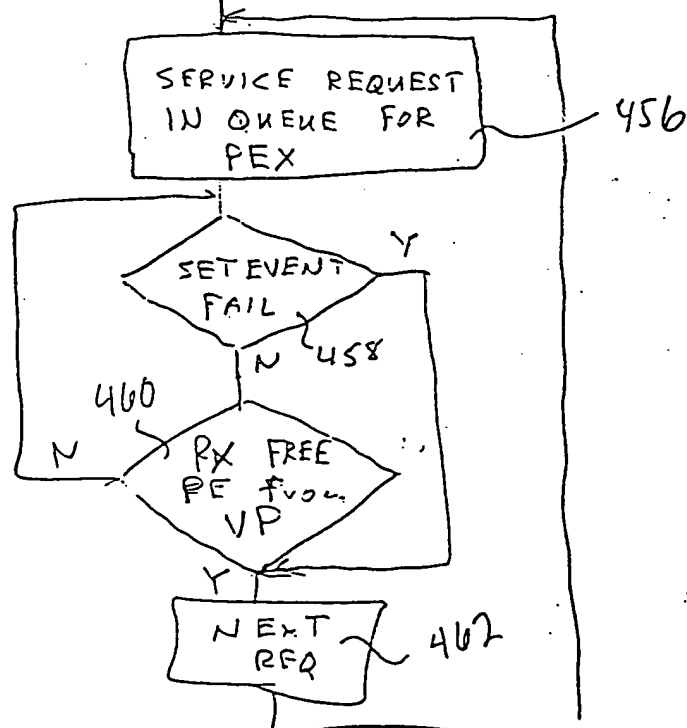 SERVICE REQUEST
IN QUEUE FOR
PEX
456
SET EVENT
FAIL
Y
458
N
460
N
RX FREE
PE from
VP
Y
NEXT
REQ
462